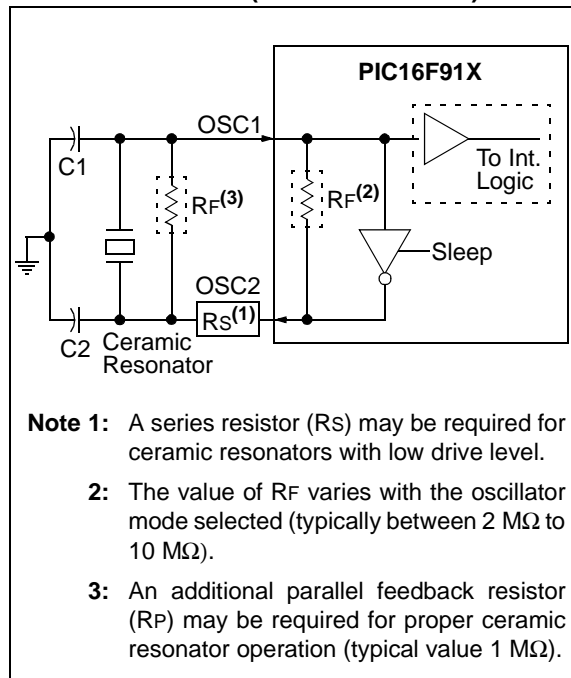 PIC16F91X
OSC1
C1
To Int.
Logic
RF(3)
RF(2)
Sleep
OSC2
RS(1)
C2
Ceramic
Resonator
Note 1: A series resistor (RS) may be required for
ceramic resonators with low drive level.
2: The value of RF varies with the oscillator
mode selected (typically between 2 MΩ to
10 MΩ).
3: An additional parallel feedback resistor
(RP) may be required for proper ceramic
resonator operation (typical value 1 MΩ).